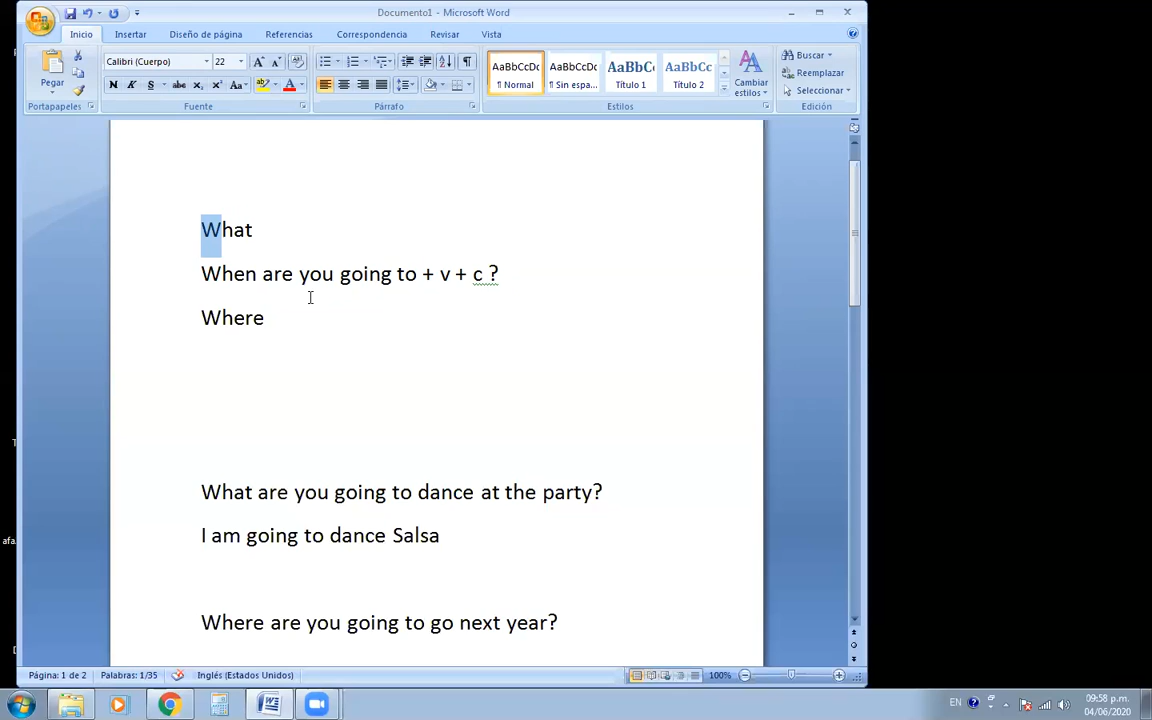 Documento1 - Microsoft Word
Inicio Insertar Diseño de página Referencias Correspondencia Revisar Vista
Pegar
Calibri (Cuerpo) 22
N K S abc x₂ x² Aa
AaBbCcDc AaBbCcDc AaBbC AaBbCc
¶ Normal ¶ Sin espa... Título 1 Título 2
Cambiar estilos
Buscar
Reemplazar
Seleccionar
Portapapeles Fuente Párrafo Estilos Edición
What
When are you going to + v + c ?
Where
What are you going to dance at the party?
I am going to dance Salsa
Where are you going to go next year?
Página: 1 de 2 Palabras: 1/35 Inglés (Estados Unidos) 100%
EN 09:58 p.m.
04/06/2020